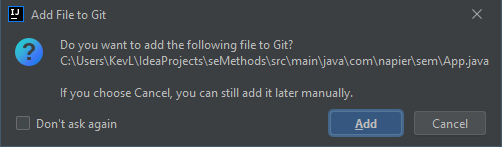 IJ
Add File to Git
Do you want to add the following file to Git?
C:\Users\KevL\IdeaProjects\seMethods\src\main\java\com\napier\sem\App.java
If you choose Cancel, you can still add it later manually.
Don't ask again
Add
Cancel